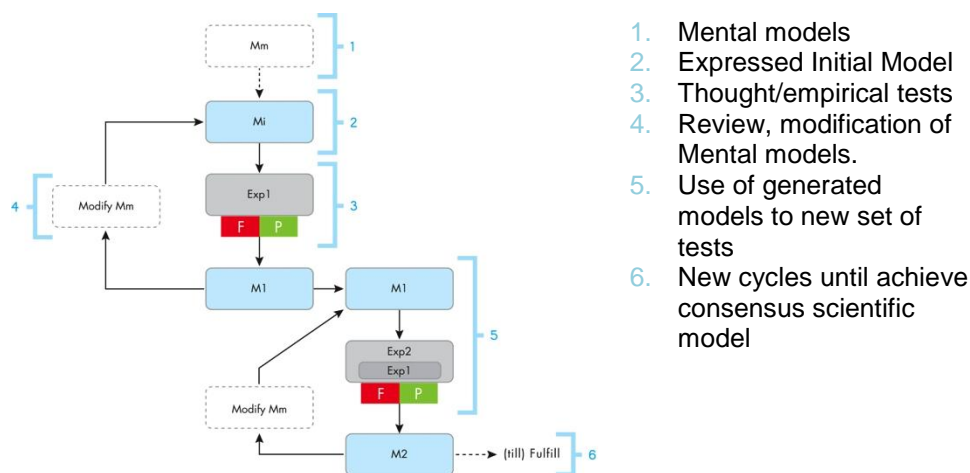 Mm
1
Mi
2
Exp1
3
F P
4
Modify Mm
M1
M1
5
Exp2
Exp1
F P
Modify Mm
M2
(till) Fulfill
6
1. Mental models
2. Expressed Initial Model
3. Thought/empirical tests
4. Review, modification of
Mental models.
5. Use of generated
models to new set of
tests
6. New cycles until achieve
consensus scientific
model